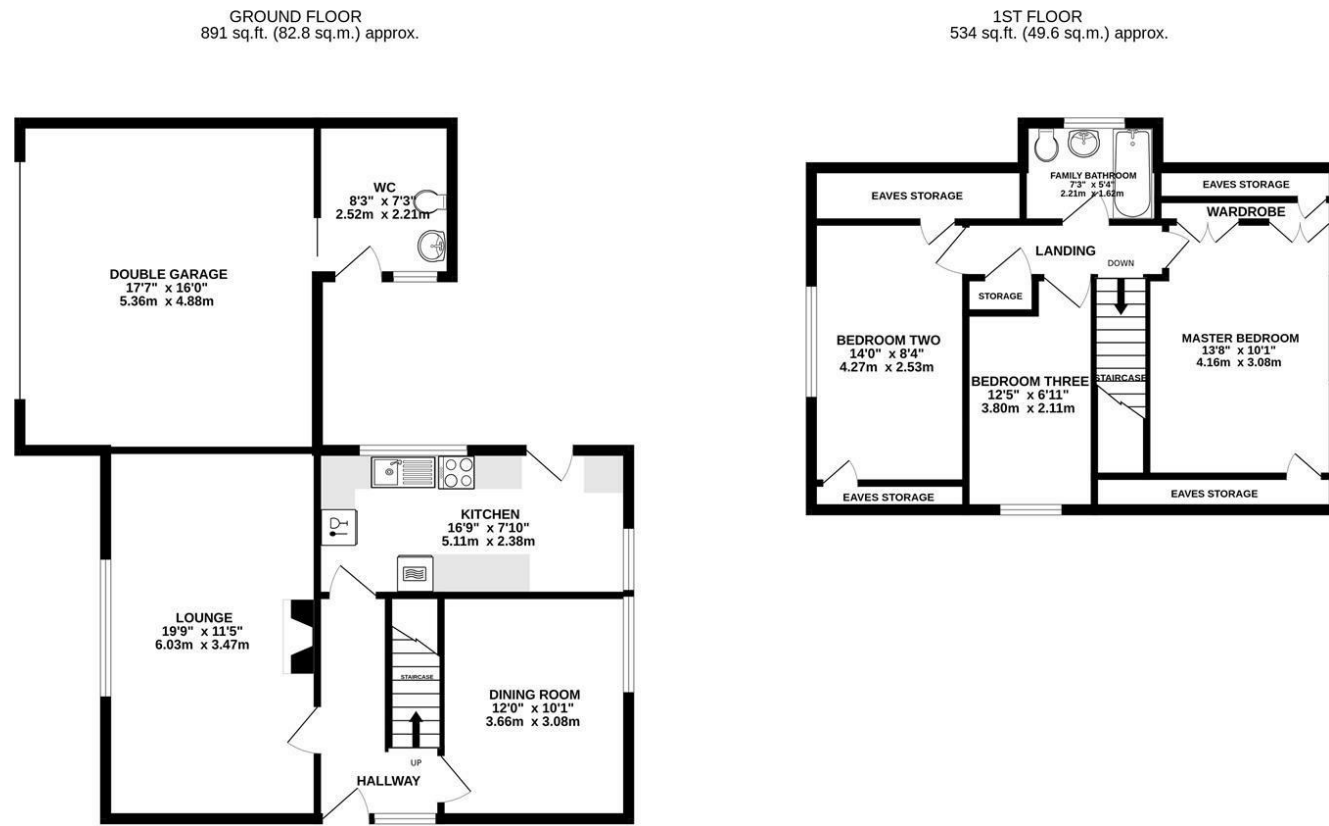 GROUND FLOOR
891 sq.ft. (82.8 sq.m.) approx.
WC
8'3" x 7'3"
2.52m x 2.21m
DOUBLE GARAGE
17'7" x 16'0"
5.36m x 4.88m
KITCHEN
16'9" x 7'10"
5.11m x 2.38m
LOUNGE
19'9" x 11'5"
6.03m x 3.47m
STAIRCASE
DINING ROOM
12'0" x 10'1"
3.66m x 3.08m
UP
HALLWAY
1ST FLOOR
534 sq.ft. (49.6 sq.m.) approx.
FAMILY BATHROOM
7'3" x 5'4"
2.21m x 1.62m
EAVES STORAGE
EAVES STORAGE
WARDROBE
LANDING
DOWN
STORAGE
BEDROOM TWO
14'0" x 8'4"
4.27m x 2.53m
MASTER BEDROOM
13'8" x 10'1"
4.16m x 3.08m
BEDROOM THREE
12'5" x 6'11"
3.80m x 2.11m
STAIRCASE
EAVES STORAGE
EAVES STORAGE